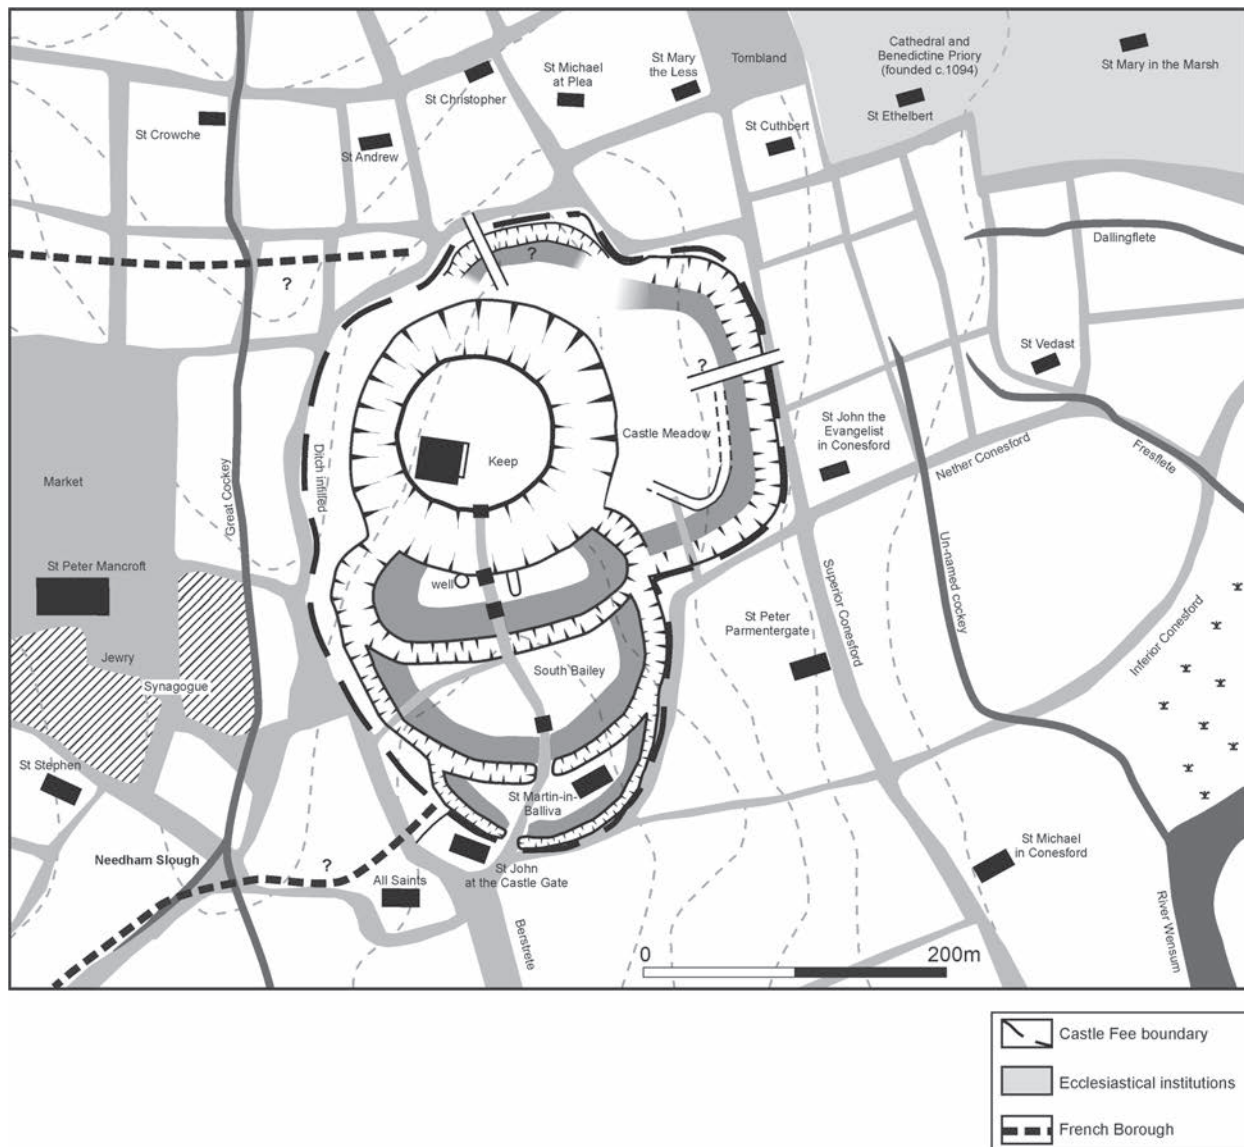 Cathedral and
Benedictine Priory
(founded c.1094)
St Mary in the Marsh
St Ethelbert
Tombland
St Mary
the Less
St Michael
at Plea
St Christopher
St Crowche
St Andrew
St Cuthbert
Dallingflete
?
?
?
St Vedast
St John the
Evangelist
in Conesford
Nether Conesford
Fresflete
Castle Meadow
Keep
Ditch infilled
Great Cockey
Market
St Peter Mancroft
Jewry
Synagogue
well
South Bailey
St Peter
Parmentergate
Superior Conesford
Un-named cockey
Inferior Conesford
St Stephen
St Martin-in-
Balliva
Needham Slough
?
All Saints
St John
at the Castle Gate
St Michael
in Conesford
Berstrete
River Wensum
0 200m
Castle Fee boundary
Ecclesiastical institutions
French Borough